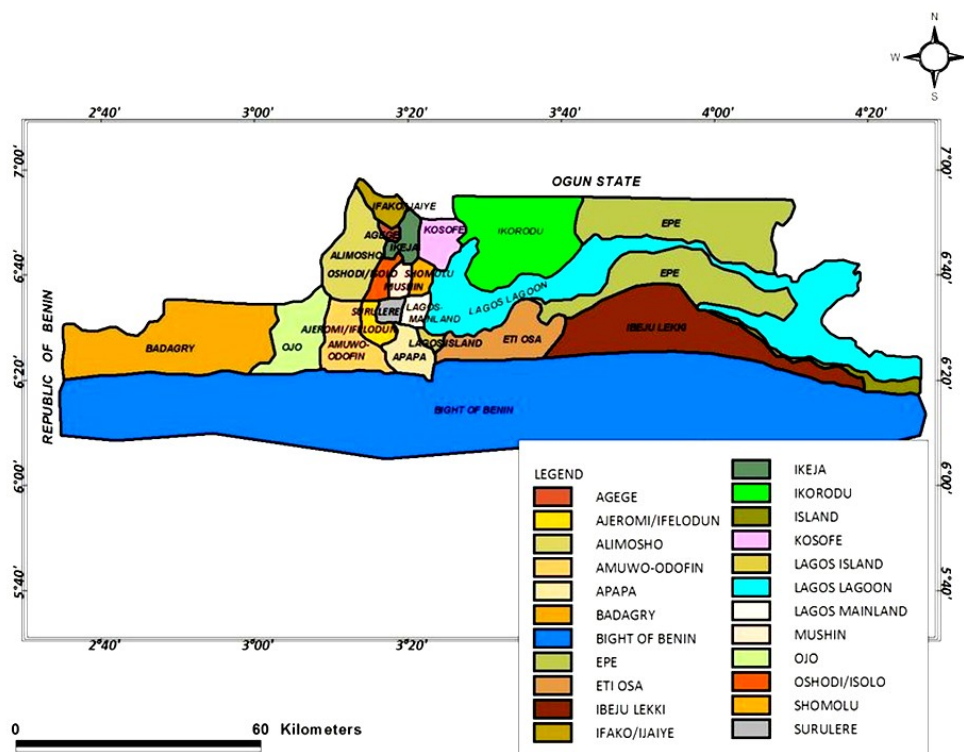 N
W
E
S
2°40' 3°00' 3°20' 3°40' 4°00' 4°20'
7°00' 7°00'
OGUN STATE
IFAKO/IJAIYE
EPE
KOSOFE
IKORODU
AGEGE
IKEJA
ALIMOSHO
6°40' 6°40'
OSHODI/ISOLO SHOMOLU
EPE
MUSHIN
LAGOS LAGOON
SURULERE
LAGOS-
MAINLAND
6°30' 6°30'
AJEROMI/IFELODUN
IBEJU LEKKI
ETI OSA
BADAGRY
OJO
AMUWO-
ODOFIN
LAGOS ISLAND
APAPA
REPUBLIC OF BENIN
6°20' 6°20'
BIGHT OF BENIN
6°00' 6°00'
5°40' 5°40'
2°40' 3°00' 3°20'
LEGEND
AGEGE
AJEROMI/IFELODUN
ALIMOSHO
AMUWO-ODOFIN
APAPA
BADAGRY
BIGHT OF BENIN
EPE
ETI OSA
IBEJU LEKKI
IFAKO/IJAIYE
IKEJA
IKORODU
ISLAND
KOSOFE
LAGOS ISLAND
LAGOS LAGOON
LAGOS MAINLAND
MUSHIN
OJO
OSHODI/ISOLO
SHOMOLU
SURULERE
0 60 Kilometers